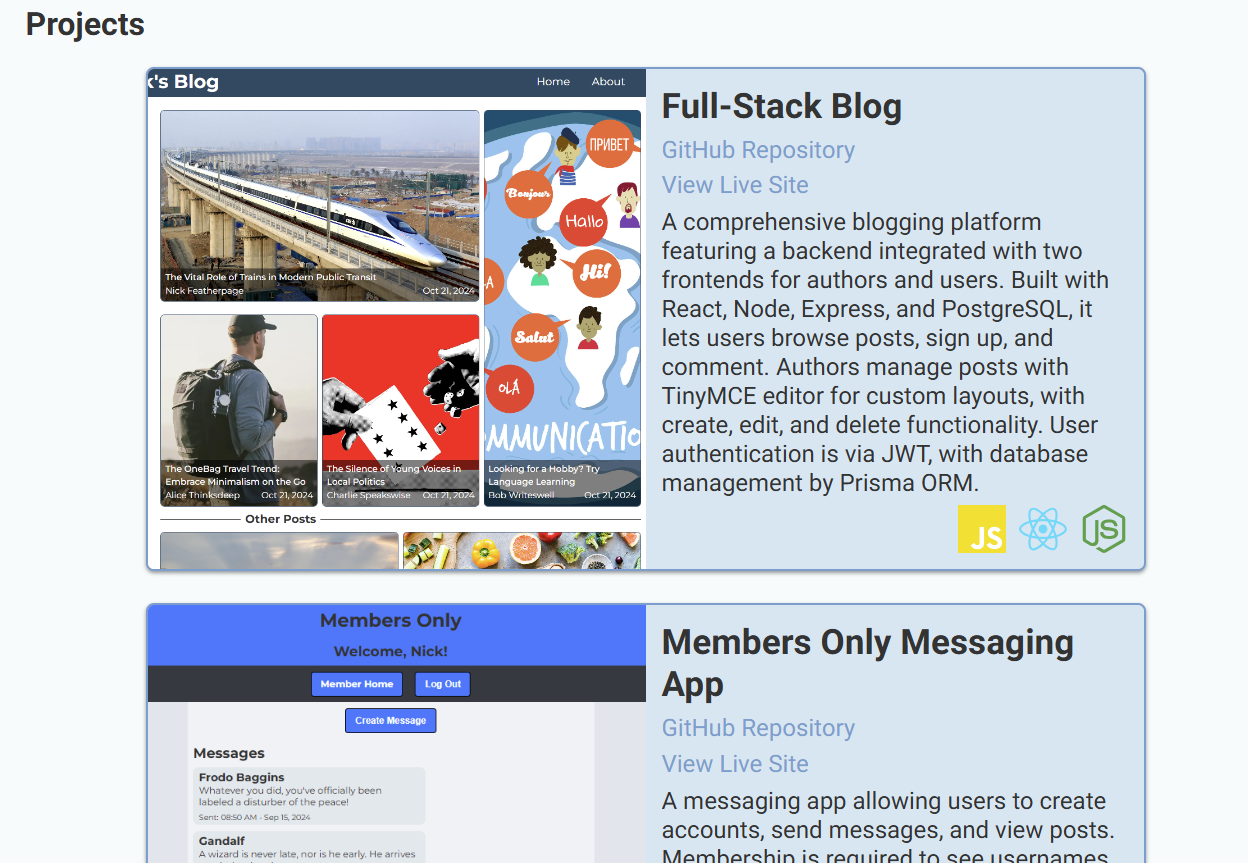 Projects
k's Blog
Home About
ПРИВЕТ
Bonjour
Hallo
Hi!
Salut
OLÁ
The Vital Role of Trains in Modern Public Transit
Nick Featherpage Oct 21, 2024
The OneBag Travel Trend:
Embrace Minimalism on the Go
Alice Thinksdeep Oct 21, 2024
The Silence of Young Voices in
Local Politics
Charlie Speakswise Oct 21, 2024
MMUNICATIO
Looking for a Hobby? Try
Language Learning
Bob Writeswell Oct 21, 2024
Other Posts
Full-Stack Blog
GitHub Repository
View Live Site
A comprehensive blogging platform
featuring a backend integrated with two
frontends for authors and users. Built with
React, Node, Express, and PostgreSQL, it
lets users browse posts, sign up, and
comment. Authors manage posts with
TinyMCE editor for custom layouts, with
create, edit, and delete functionality. User
authentication is via JWT, with database
management by Prisma ORM.
JS JS
Members Only
Welcome, Nick!
Member Home Log Out
Create Message
Messages
Frodo Baggins
Whatever you did, you've officially been
labeled a disturber of the peace!
Sent: 08:50 AM - Sep 15, 2024
Gandalf
A wizard is never late, nor is he early. He arrives
Members Only Messaging
App
GitHub Repository
View Live Site
A messaging app allowing users to create
accounts, send messages, and view posts.
Membership is required to see usernames